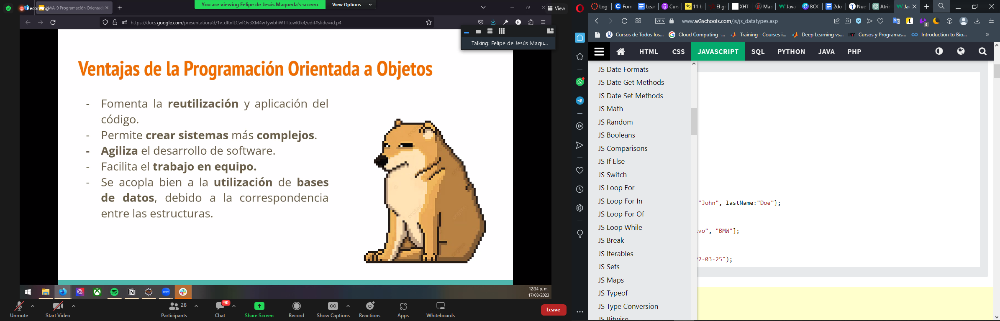 Recording
JAVA-9 Programación Orientada
You are viewing Felipe de Jesús Maqueda's screen
View Options
View
https://docs.google.com/presentation/d/1v_dRnlLCwfOv3XM4wTywbhWTTtuwKtk4/edit#slide=id.p4
Talking: Felipe de Jesús Maqu...
Ventajas de la Programación Orientada a Objetos
- Fomenta la reutilización y aplicación del
código.
- Permite crear sistemas más complejos.
- Agiliza el desarrollo de software.
- Facilita el trabajo en equipo.
- Se acopla bien a la utilización de bases
de datos, debido a la correspondencia
entre las estructuras.
12:34 p. m.
17/03/2023
zoom
Unmute
Start Video
Participants
28
Chat
90
Share Screen
Record
CC
Show Captions
Reactions
Apps
Whiteboards
Leave
Log
Forn
Lear
Curs
11 b
El gr
XHT
Map
Java
BOC
2do
Nue
Atril
Jav
VPN
www.w3schools.com/js/js_datatypes.asp
3
Cursos de Todos los...
Cloud Computing -...
Training - Courses i...
Deep Learning vs...
Cursos y Programas...
Introduction to Bio...
HTML
CSS
JAVASCRIPT
SQL
PYTHON
JAVA
PHP
JS Date Formats
JS Date Get Methods
JS Date Set Methods
JS Math
JS Random
JS Booleans
JS Comparisons
JS If Else
JS Switch
JS Loop For
JS Loop For In
JS Loop For Of
JS Loop While
JS Break
JS Iterables
JS Sets
JS Maps
JS Typeof
JS Type Conversion
JS Bitwise
"John", lastName:"Doe"};
vo", "BMW"];
2-03-25");